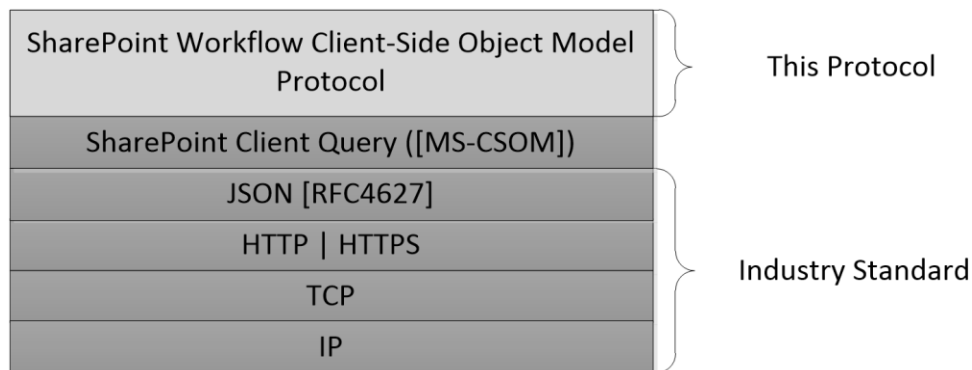 SharePoint Workflow Client-Side Object Model
Protocol
This Protocol
SharePoint Client Query ([MS-CSOM])
JSON [RFC4627]
HTTP | HTTPS
TCP
IP
Industry Standard